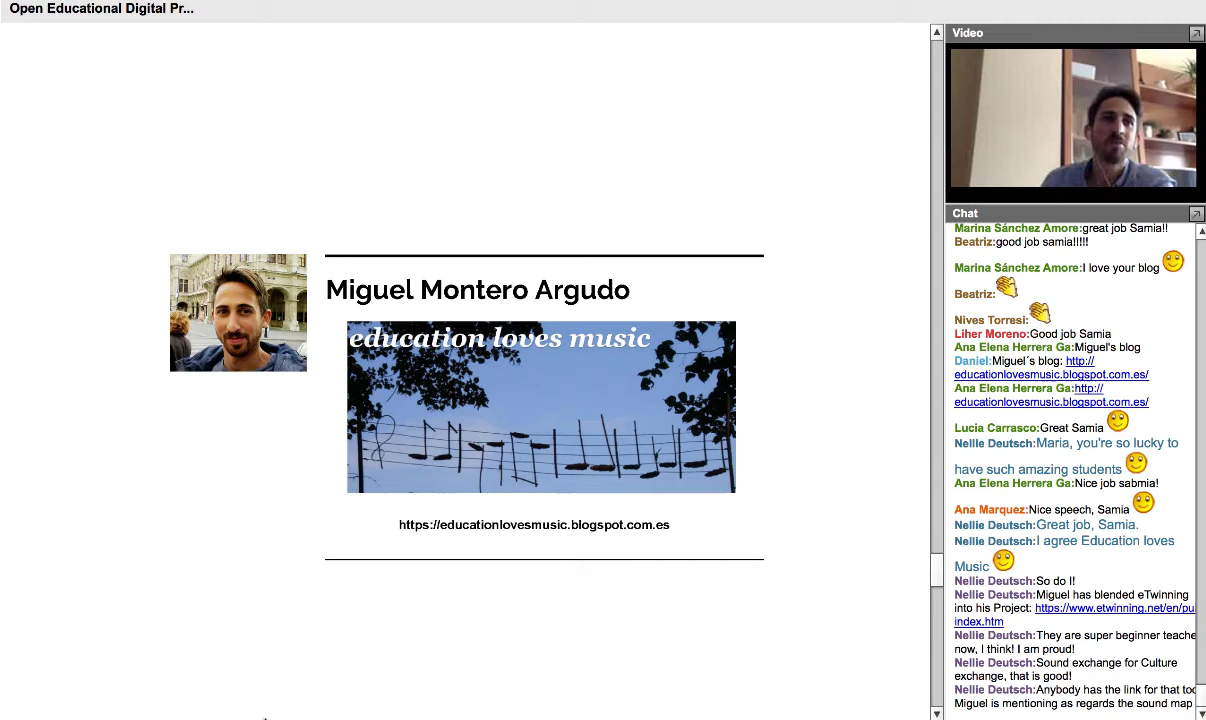 Open Educational Digital Pr...
Miguel Montero Argudo
education loves music
https://educationlovesmusic.blogspot.com.es
Video
Chat
Marina Sánchez Amore:great job Samia!!
Beatriz:good job samia!!!!!
Marina Sánchez Amore:I love your blog
Beatriz:
Nives Torresi:
Liher Moreno:Good job Samia
Ana Elena Herrera Ga:Miguel's blog
Daniel:Miguel´s blog: http://
educationlovesmusic.blogspot.com.es/
Ana Elena Herrera Ga:http://
educationlovesmusic.blogspot.com.es/
Lucia Carrasco:Great Samia
Nellie Deutsch:Maria, you're so lucky to
have such amazing students
Ana Elena Herrera Ga:Nice job sabmia!
Ana Marquez:Nice speech, Samia
Nellie Deutsch:Great job, Samia.
Nellie Deutsch:I agree Education loves
Music
Nellie Deutsch:So do I!
Nellie Deutsch:Miguel has blended eTwinning
into his Project: https://www.etwinning.net/en/pu
index.htm
Nellie Deutsch:They are super beginner teache
now, I think! I am proud!
Nellie Deutsch:Sound exchange for Culture
exchange, that is good!
Nellie Deutsch:Anybody has the link for that too
Miguel is mentioning as regards the sound map